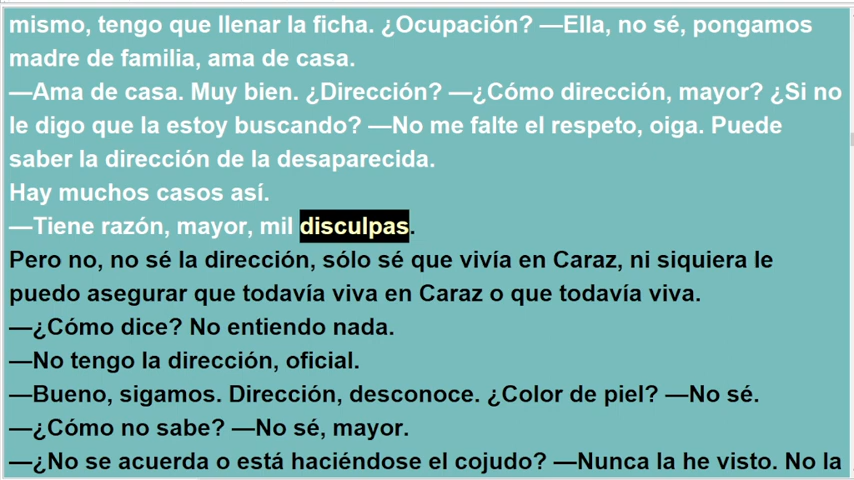 mismo, tengo que llenar la ficha. ¿Ocupación? —Ella, no sé, pongamos
madre de familia, ama de casa.
—Ama de casa. Muy bien. ¿Dirección? —¿Cómo dirección, mayor? ¿Si no
le digo que la estoy buscando? —No me falte el respeto, oiga. Puede
saber la dirección de la desaparecida.
Hay muchos casos así.
—Tiene razón, mayor, mil disculpas.
Pero no, no sé la dirección, sólo sé que vivía en Caraz, ni siquiera le
puedo asegurar que todavía viva en Caraz o que todavía viva.
—¿Cómo dice? No entiendo nada.
—No tengo la dirección, oficial.
—Bueno, sigamos. Dirección, desconoce. ¿Color de piel? —No sé.
—¿Cómo no sabe? —No sé, mayor.
—¿No se acuerda o está haciéndose el cojudo? —Nunca la he visto. No la